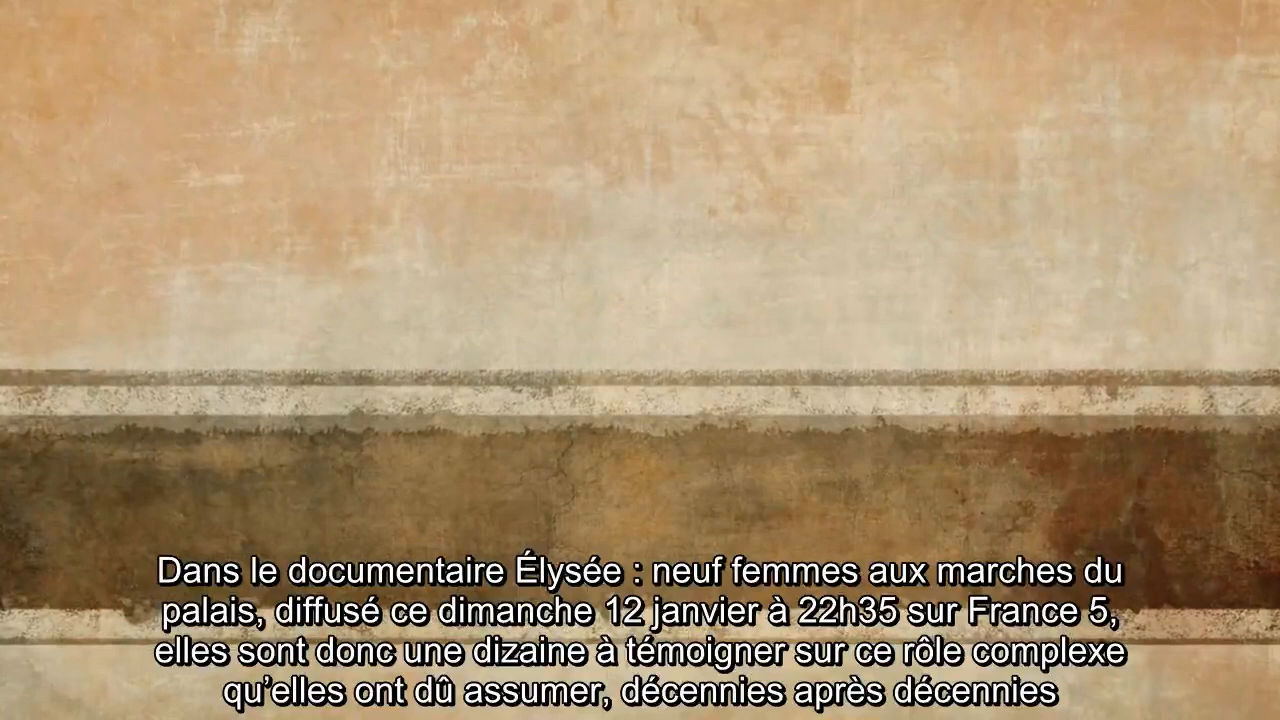 Dans le documentaire Élysée : neuf femmes aux marches du
palais, diffusé ce dimanche 12 janvier à 22h35 sur France 5,
elles sont donc une dizaine à témoigner sur ce rôle complexe
qu’elles ont dû assumer, décennies après décennies